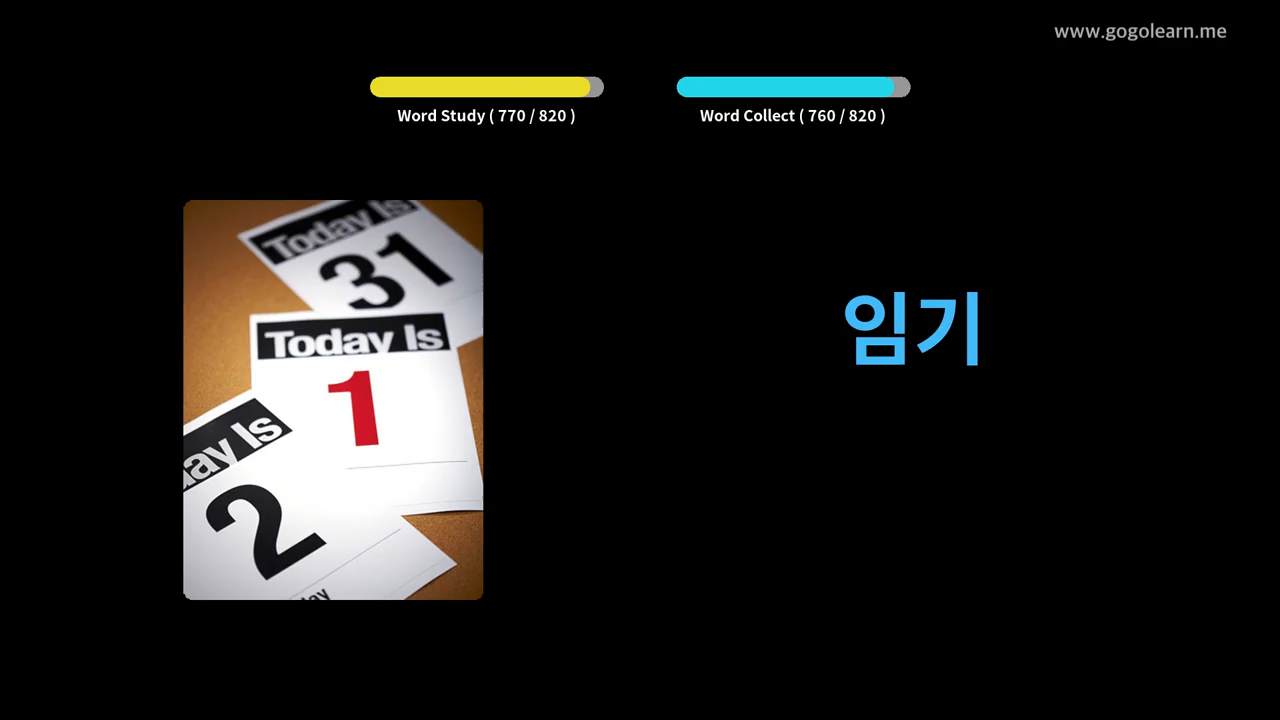 www.gogolearn.me
Word Study ( 770 / 820 )
Word Collect ( 760 / 820 )
Today Is
31
Today Is
1
ay Is
2
ay
임기